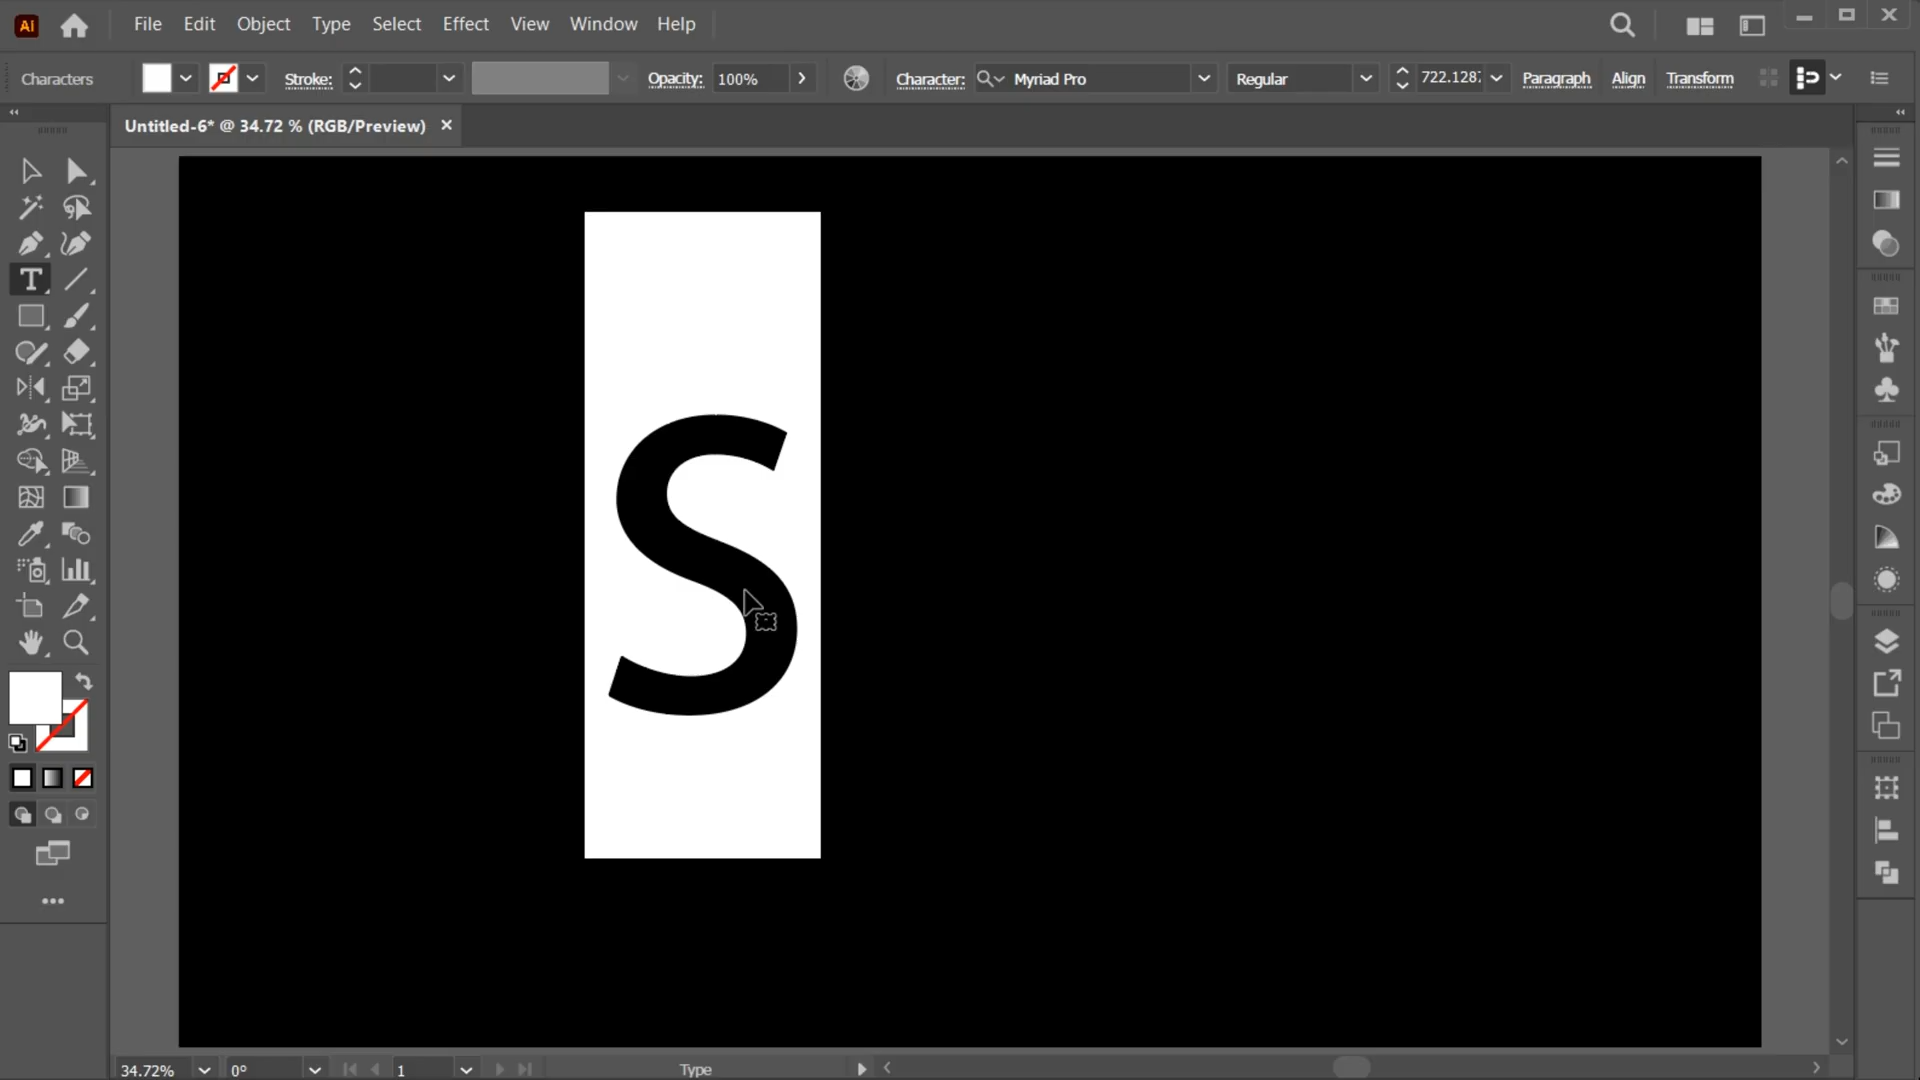 Ai File Edit Object Type Select Effect View Window Help
Characters Stroke: Opacity: 100% Character: Myriad Pro Regular 722.128 Paragraph Align Transform
Untitled-6* @ 34.72 % (RGB/Preview)
T
S
34.72% 0° 1 Type